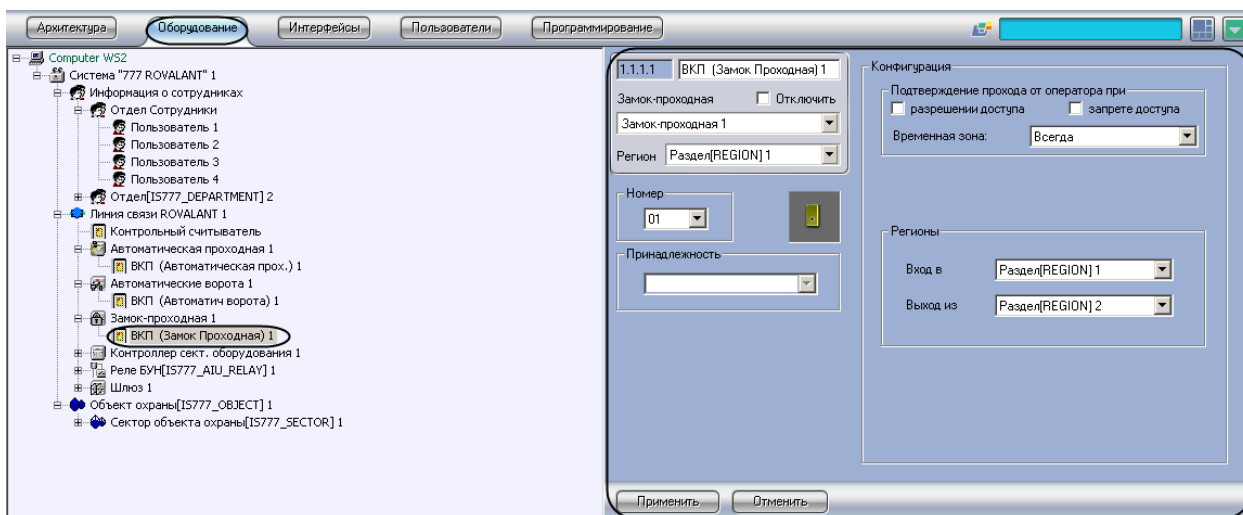 Архитектура
Оборудование
Интерфейсы
Пользователи
Программирование
Computer WS2
Система "777 ROVALANT" 1
Информация о сотрудниках
Отдел Сотрудники
Пользователь 1
Пользователь 2
Пользователь 3
Пользователь 4
Отдел[IS777_DEPARTMENT] 2
Линия связи ROVALANT 1
Контрольный считыватель
Автоматическая проходная 1
ВКП (Автоматическая прох.) 1
Автоматические ворота 1
ВКП (Автоматич ворота) 1
Замок-проходная 1
ВКП (Замок Проходная) 1
Контроллер сект. оборудования 1
Реле БУН[IS777_AIU_RELAY] 1
Шлюз 1
Объект охраны[IS777_OBJECT] 1
Сектор объекта охраны[IS777_SECTOR] 1
1.1.1.1
ВКП (Замок Проходная) 1
Замок-проходная
Отключить
Замок-проходная 1
Регион
Раздел[REGION] 1
Номер
01
Принадлежность
Конфигурация
Подтверждение прохода от оператора при
разрешении доступа
запрете доступа
Временная зона:
Всегда
Регионы
Вход в
Раздел[REGION] 1
Выход из
Раздел[REGION] 2
Применить
Отменить